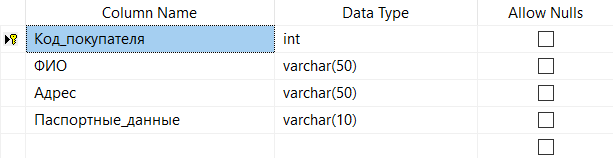 Column Name Data Type Allow Nulls
Код_покупателя int
ФИО varchar(50)
Адрес varchar(50)
Паспортные_данные varchar(10)